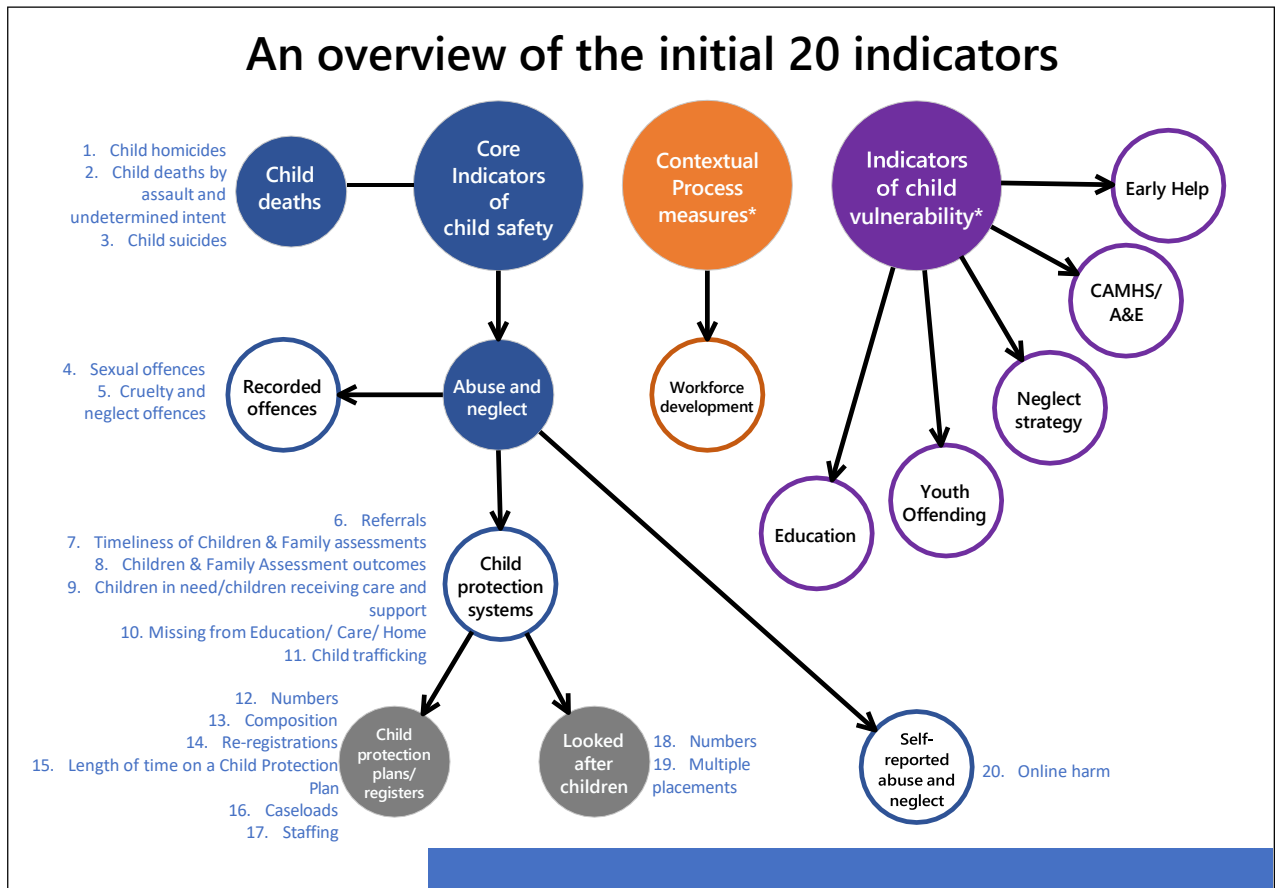 An overview of the initial 20 indicators
1. Child homicides
2. Child deaths by
assault and
undetermined intent
3. Child suicides
Child
deaths
Core
Indicators
of
child safety
Contextual
Process
measures*
Indicators
of child
vulnerability*
Early Help
CAMHS/
A&E
4. Sexual offences
5. Cruelty and
neglect offences
Recorded
offences
Abuse and
neglect
Workforce
development
Neglect
strategy
Youth
Offending
Education
6. Referrals
7. Timeliness of Children & Family assessments
8. Children & Family Assessment outcomes
9. Children in need/children receiving care and
support
10. Missing from Education/ Care/ Home
11. Child trafficking
Child
protection
systems
12. Numbers
13. Composition
14. Re-registrations
15. Length of time on a Child Protection
Plan
16. Caseloads
17. Staffing
Child
protection
plans/
registers
Looked
after
children
18. Numbers
19. Multiple
placements
Self-
reported
abuse and
neglect
20. Online harm